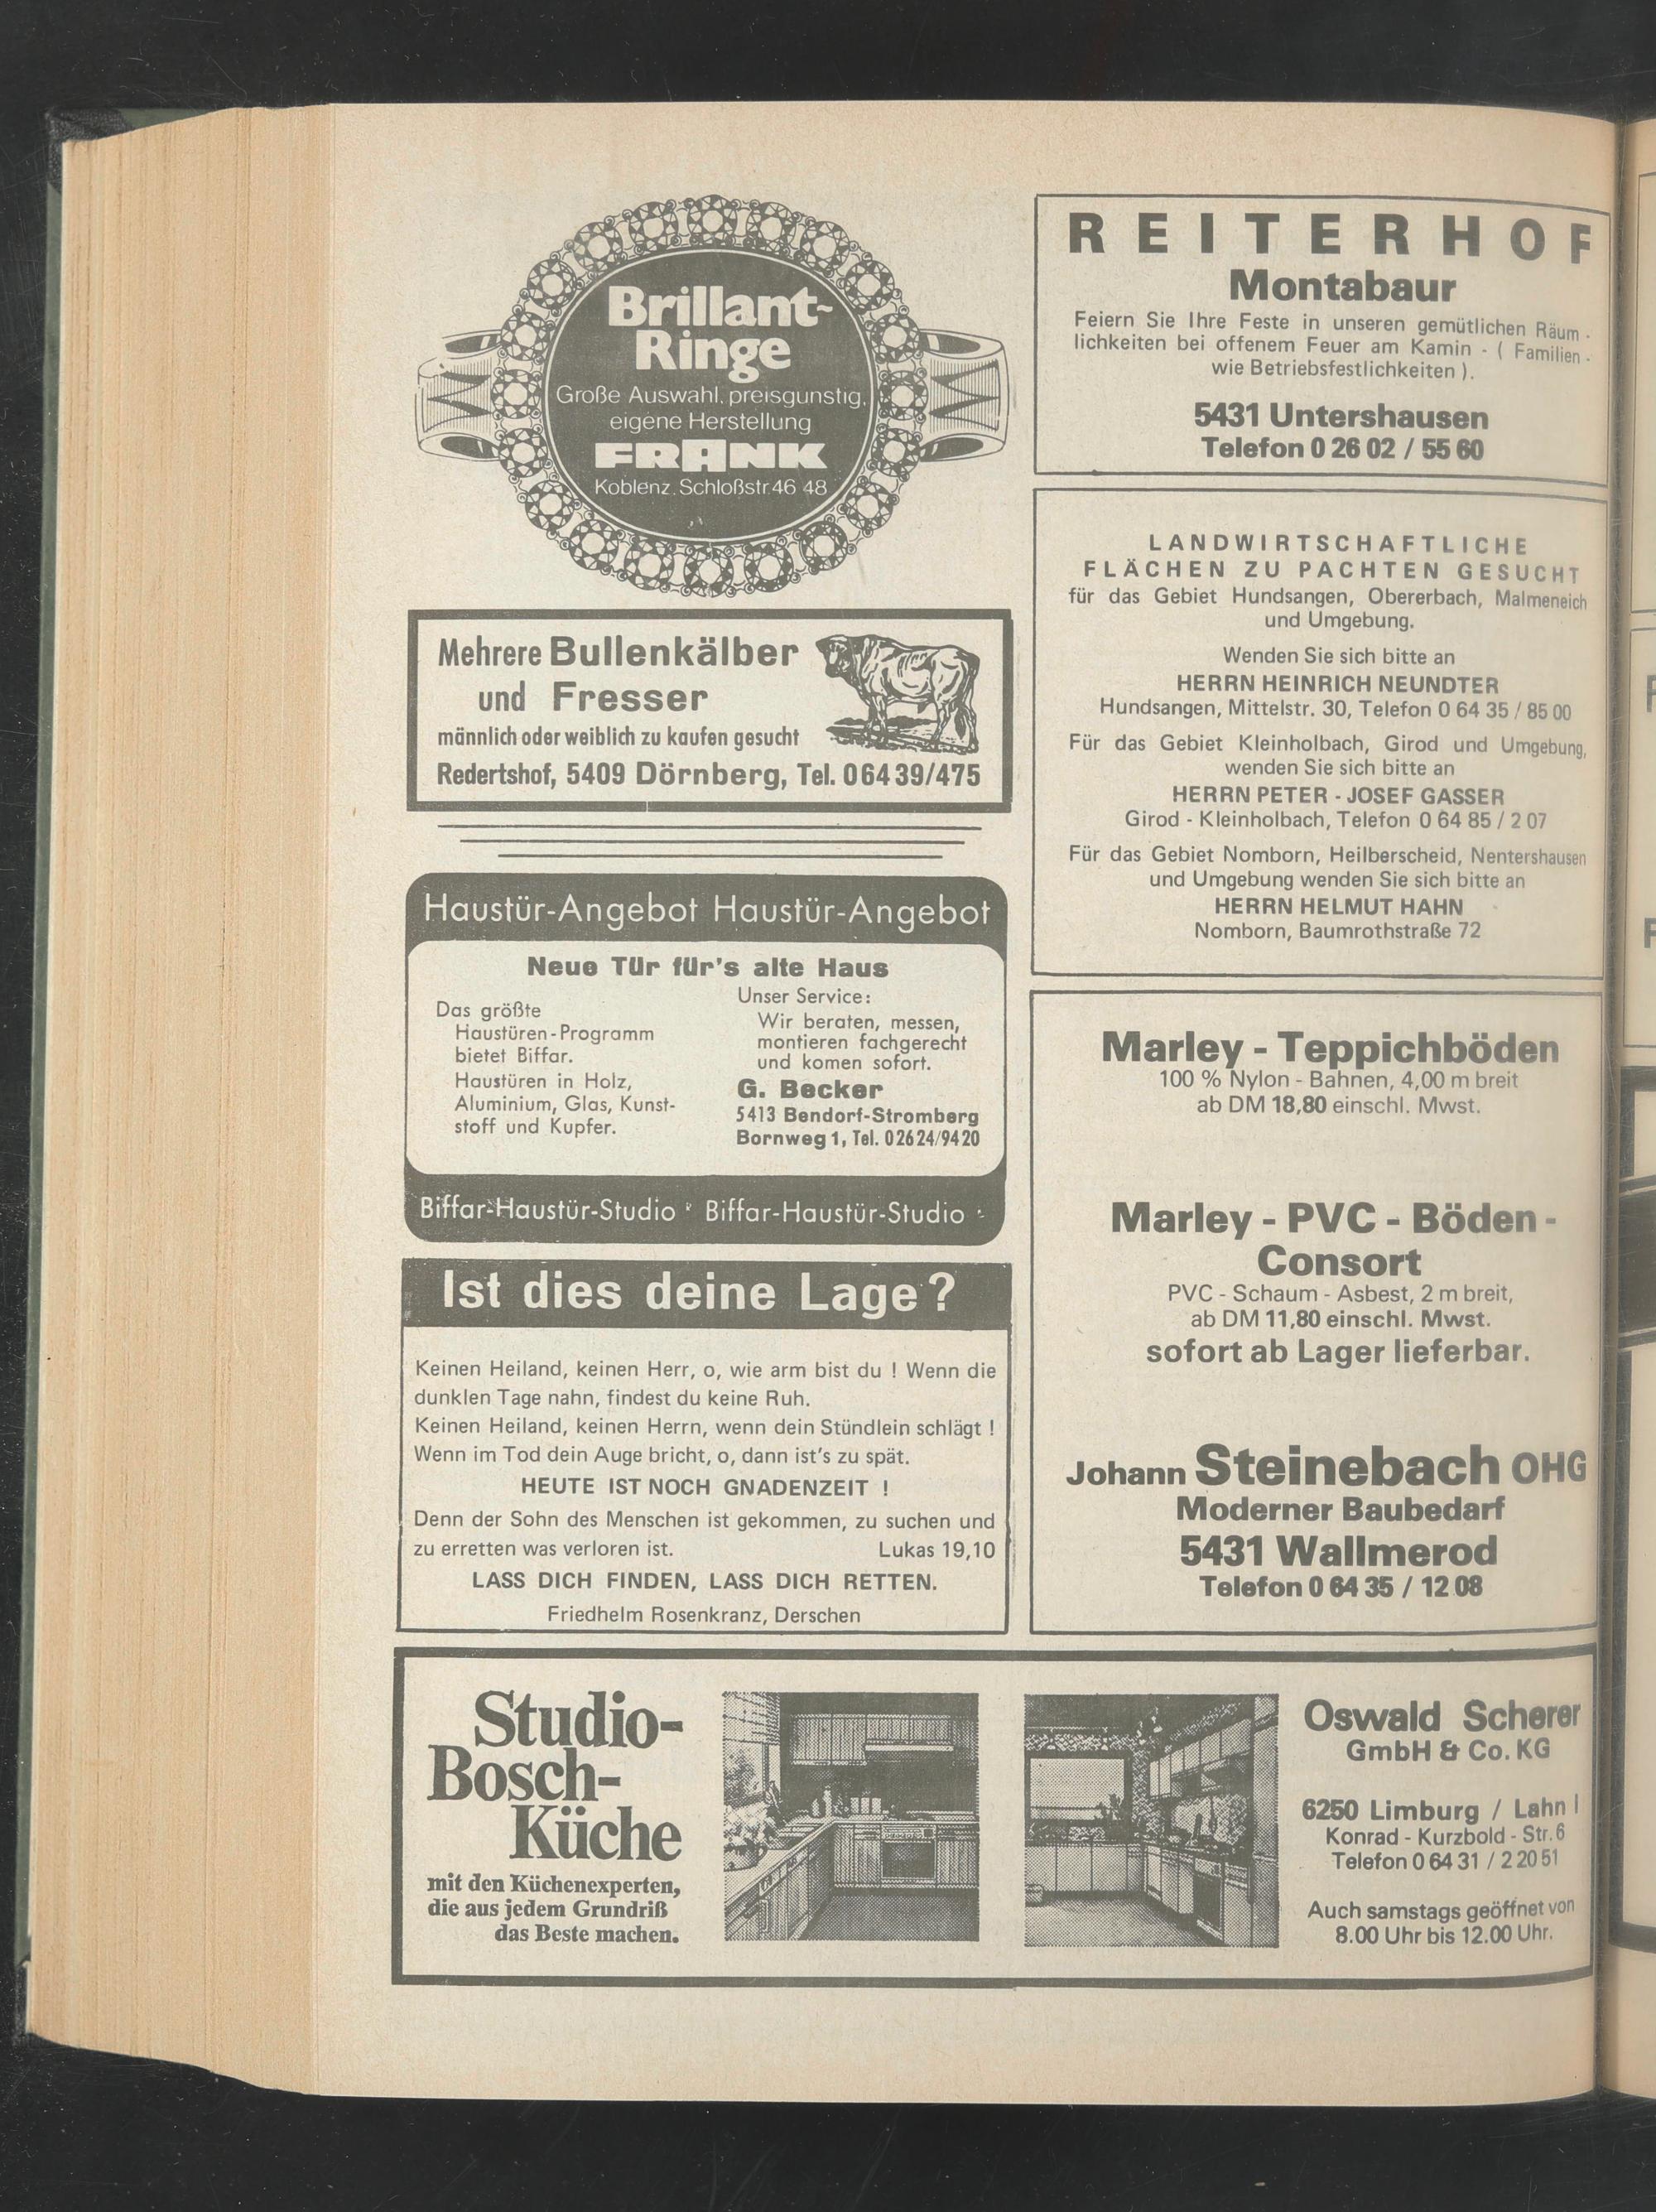 Brillant-
Ringe
Große Auswahl, preisgunstig,
eigene Herstellung
FRANK
Koblenz, Schloßstr. 46 48
Mehrere Bullenkälber
und Fresser
männlich oder weiblich zu kaufen gesucht
Redertshof, 5409 Dörnberg, Tel. 06439/475
Haustür-Angebot Haustür-Angebot
Neue Tür für's alte Haus
Das größte
Haustüren-Programm
bietet Biffar.
Haustüren in Holz,
Aluminium, Glas, Kunst-
stoff und Kupfer.
Unser Service:
Wir beraten, messen,
montieren fachgerecht
und komen sofort.
G. Becker
5413 Bendorf-Stromberg
Bornweg 1, Tel. 02624/9420
Biffar-Haustür-Studio Biffar-Haustür-Studio
Ist dies deine Lage?
Keinen Heiland, keinen Herr, o, wie arm bist du ! Wenn die
dunklen Tage nahn, findest du keine Ruh.
Keinen Heiland, keinen Herrn, wenn dein Stündlein schlägt !
Wenn im Tod dein Auge bricht, o, dann ist's zu spät.
HEUTE IST NOCH GNADENZEIT !
Denn der Sohn des Menschen ist gekommen, zu suchen und
zu erretten was verloren ist. Lukas 19,10
LASS DICH FINDEN, LASS DICH RETTEN.
Friedhelm Rosenkranz, Derschen
REITERHOF
Montabaur
Feiern Sie Ihre Feste in unseren gemütlichen Räum -
lichkeiten bei offenem Feuer am Kamin - ( Familien -
wie Betriebsfestlichkeiten ).
5431 Untershausen
Telefon 0 26 02 / 55 60
LANDWIRTSCHAFTLICHE
FLÄCHEN ZU PACHTEN GESUCHT
für das Gebiet Hundsangen, Obererbach, Malmeneich
und Umgebung.
Wenden Sie sich bitte an
HERRN HEINRICH NEUNDTER
Hundsangen, Mittelstr. 30, Telefon 0 64 35 / 85 00
Für das Gebiet Kleinholbach, Girod und Umgebung,
wenden Sie sich bitte an
HERRN PETER - JOSEF GASSER
Girod - Kleinholbach, Telefon 0 64 85 / 2 07
Für das Gebiet Nomborn, Heilberscheid, Nentershausen
und Umgebung wenden Sie sich bitte an
HERRN HELMUT HAHN
Nomborn, Baumrothstraße 72
Marley - Teppichböden
100 % Nylon - Bahnen, 4,00 m breit
ab DM 18,80 einschl. Mwst.
Marley - PVC - Böden -
Consort
PVC - Schaum - Asbest, 2 m breit,
ab DM 11,80 einschl. Mwst.
sofort ab Lager lieferbar.
Johann Steinebach OHG
Moderner Baubedarf
5431 Wallmerod
Telefon 0 64 35 / 12 08
Studio-
Bosch-
Küche
mit den Küchenexperten,
die aus jedem Grundriß
das Beste machen.
Oswald Scherer
GmbH & Co. KG
6250 Limburg / Lahn 1
Konrad - Kurzbold - Str. 6
Telefon 0 64 31 / 2 20 51
Auch samstags geöffnet von
8.00 Uhr bis 12.00 Uhr.